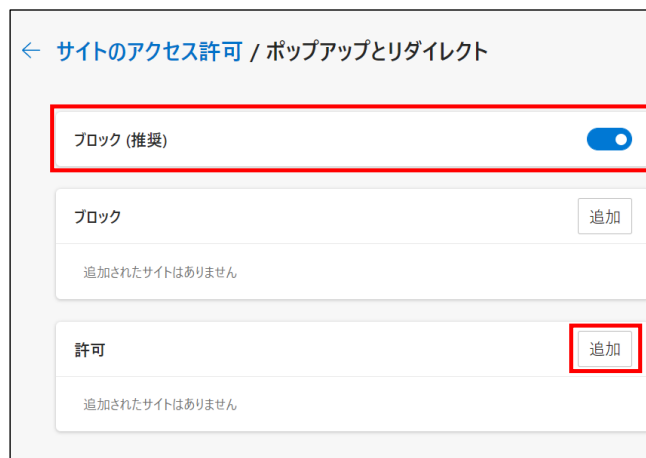 ← サイトのアクセス許可 / ポップアップとリダイレクト
ブロック (推奨)
ブロック 追加
追加されたサイトはありません
許可 追加
追加されたサイトはありません